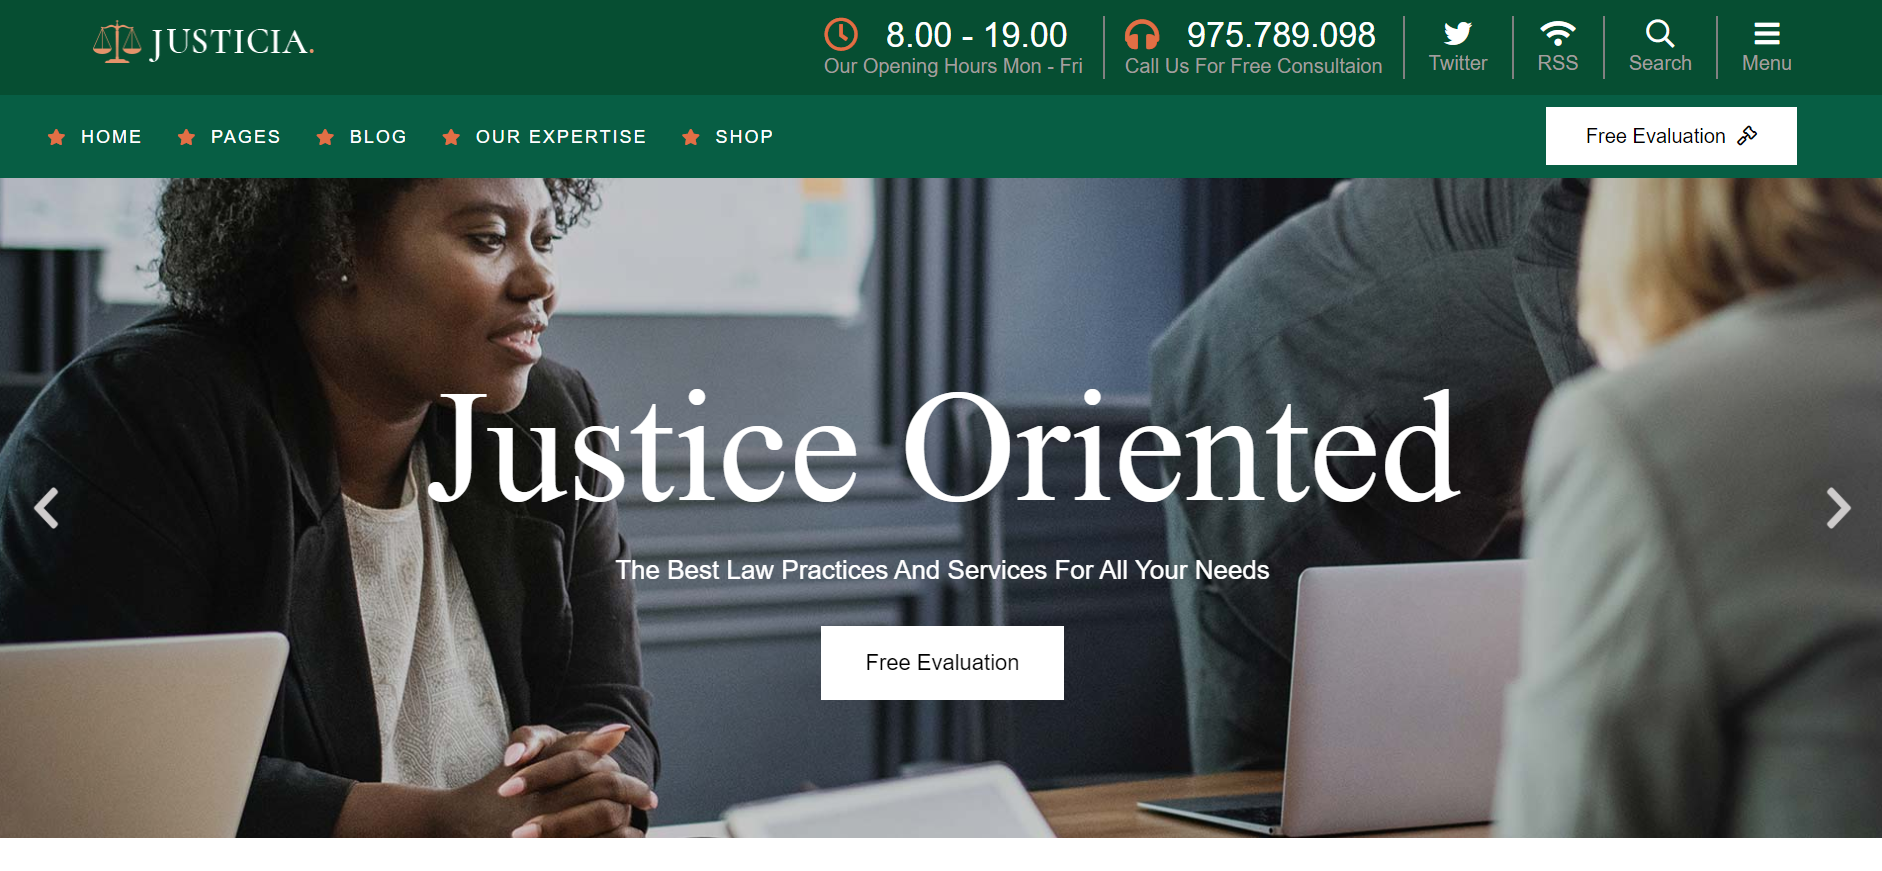 JUSTICIA.
8.00 - 19.00
Our Opening Hours Mon - Fri
975.789.098
Call Us For Free Consultaion
Twitter
RSS
Search
Menu
HOME
PAGES
BLOG
OUR EXPERTISE
SHOP
Free Evaluation
Justice Oriented
The Best Law Practices And Services For All Your Needs
Free Evaluation